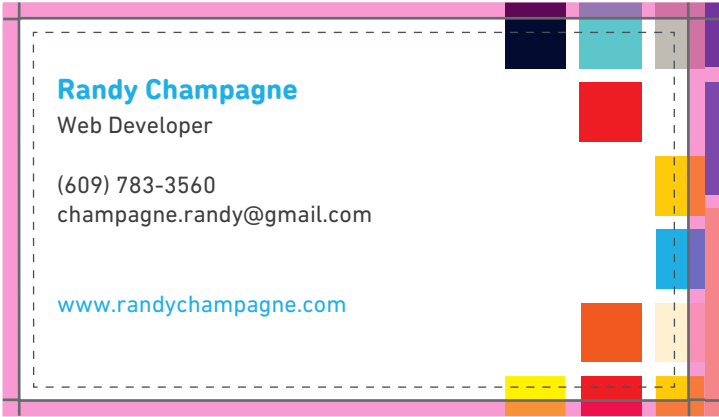 Randy Champagne
Web Developer
(609) 783-3560
champagne.randy@gmail.com
www.randychampagne.com